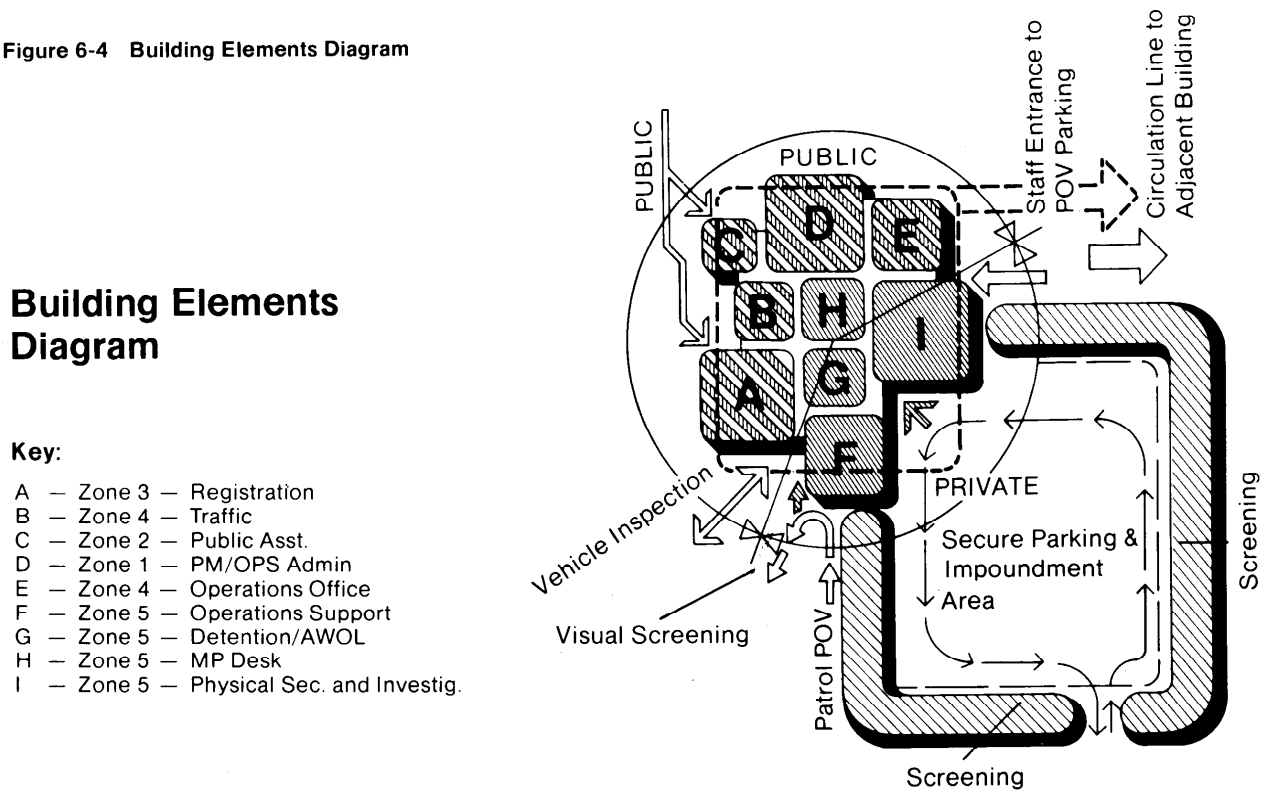 Figure 6-4 Building Elements Diagram
Building Elements
Diagram
Key:
A — Zone 3 — Registration
B — Zone 4 — Traffic
C — Zone 2 — Public Asst.
D — Zone 1 — PM/OPS Admin
E — Zone 4 — Operations Office
F — Zone 5 — Operations Support
G — Zone 5 — Detention/AWOL
H — Zone 5 — MP Desk
I — Zone 5 — Physical Sec. and Investig.
PUBLIC
PUBLIC
Staff Entrance to
POV Parking
Circulation Line to
Adjacent Building
C
D
E
B
H
I
A
G
F
Vehicle Inspection
Visual Screening
Patrol POV
PRIVATE
Secure Parking &
Impoundment
Area
Screening
Screening